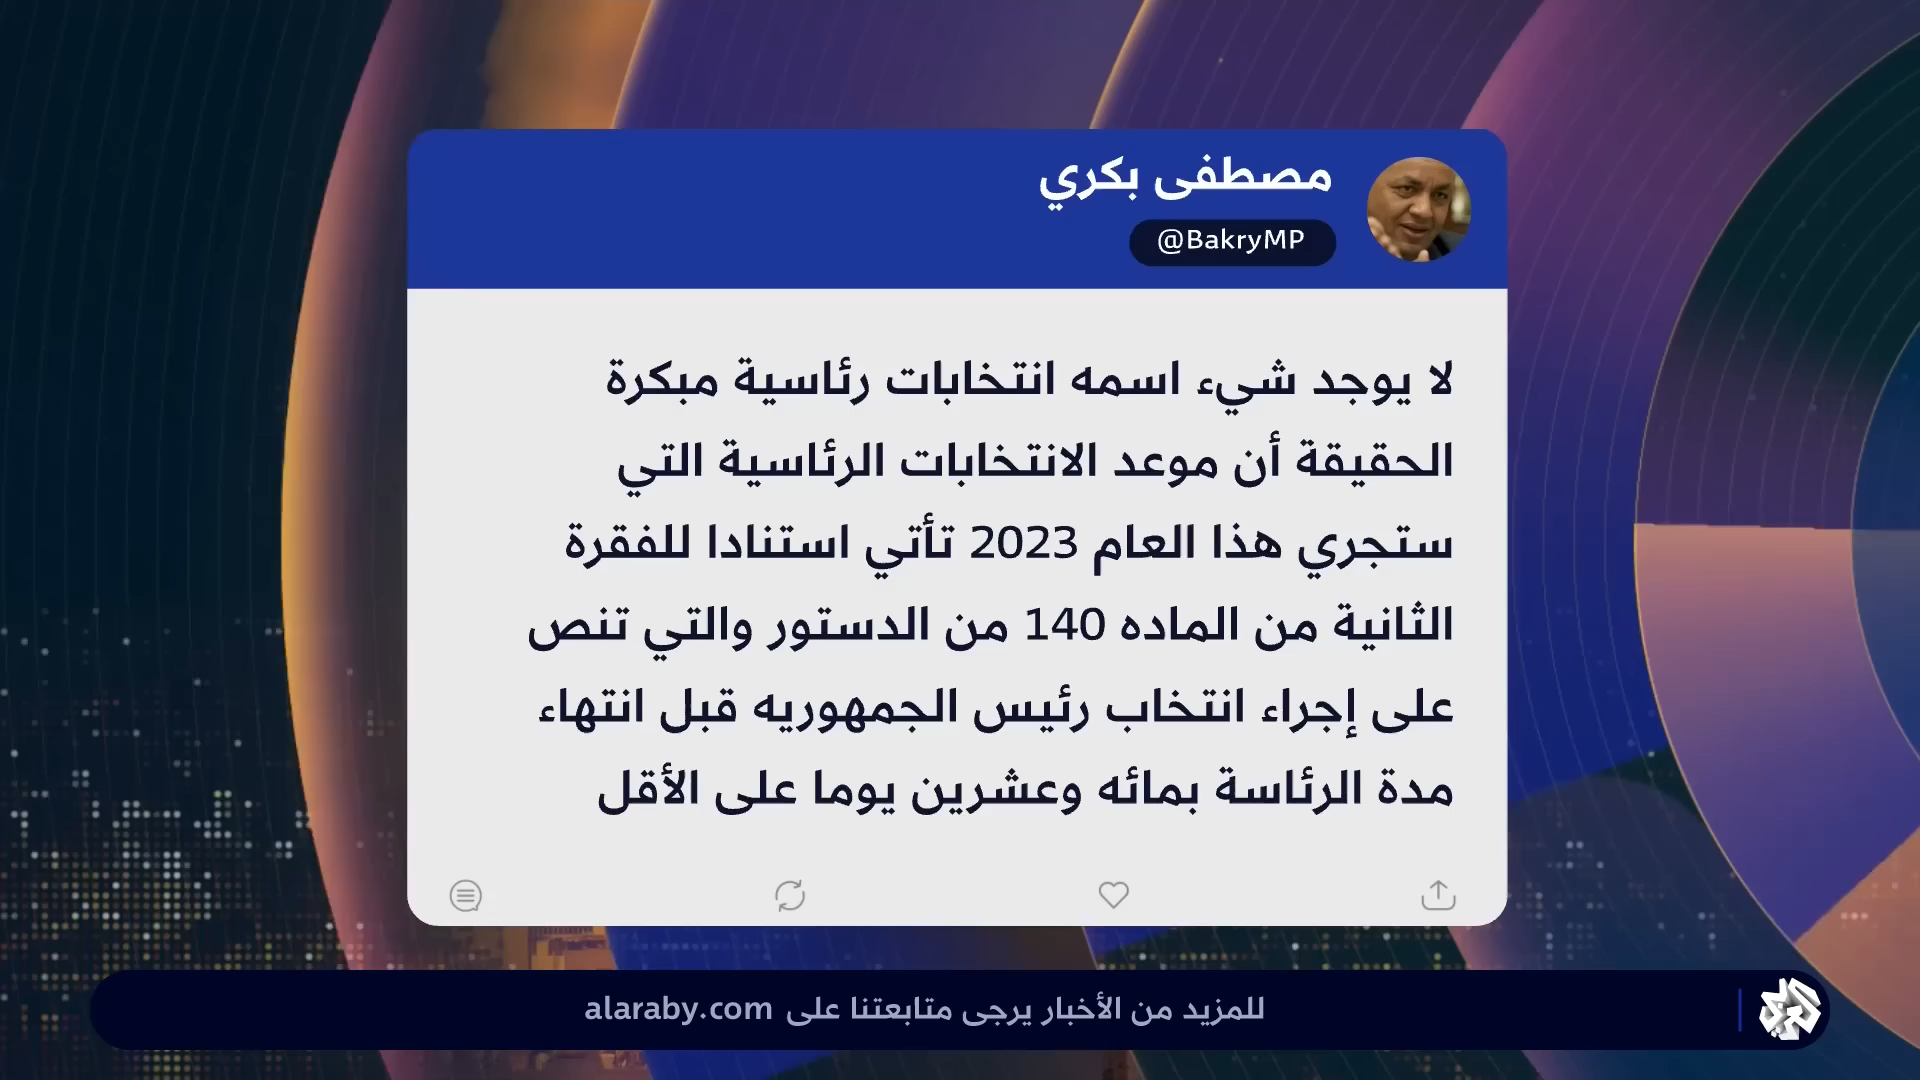 مصطفى بكري
@BakryMP
لا يوجد شيء اسمه انتخابات رئاسية مبكرة
الحقيقة أن موعد الانتخابات الرئاسية التي
ستجري هذا العام 2023 تأتي استنادا للفقرة
الثانية من الماده 140 من الدستور والتي تنص
على إجراء انتخاب رئيس الجمهوريه قبل انتهاء
مدة الرئاسة بمائه وعشرين يوما على الأقل
للمزيد من الأخبار يرجى متابعتنا على alaraby.com